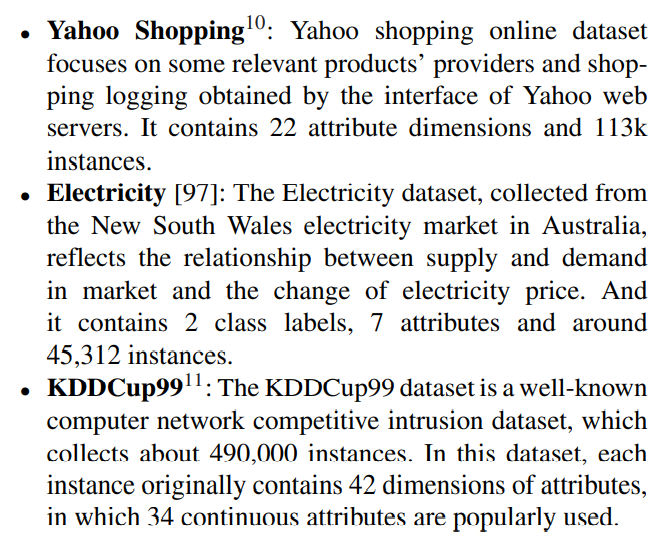 • Yahoo Shopping¹⁰: Yahoo shopping online dataset
focuses on some relevant products’ providers and shop-
ping logging obtained by the interface of Yahoo web
servers. It contains 22 attribute dimensions and 113k
instances.
• Electricity [97]: The Electricity dataset, collected from
the New South Wales electricity market in Australia,
reflects the relationship between supply and demand
in market and the change of electricity price. And
it contains 2 class labels, 7 attributes and around
45,312 instances.
• KDDCup99¹¹: The KDDCup99 dataset is a well-known
computer network competitive intrusion dataset, which
collects about 490,000 instances. In this dataset, each
instance originally contains 42 dimensions of attributes,
in which 34 continuous attributes are popularly used.